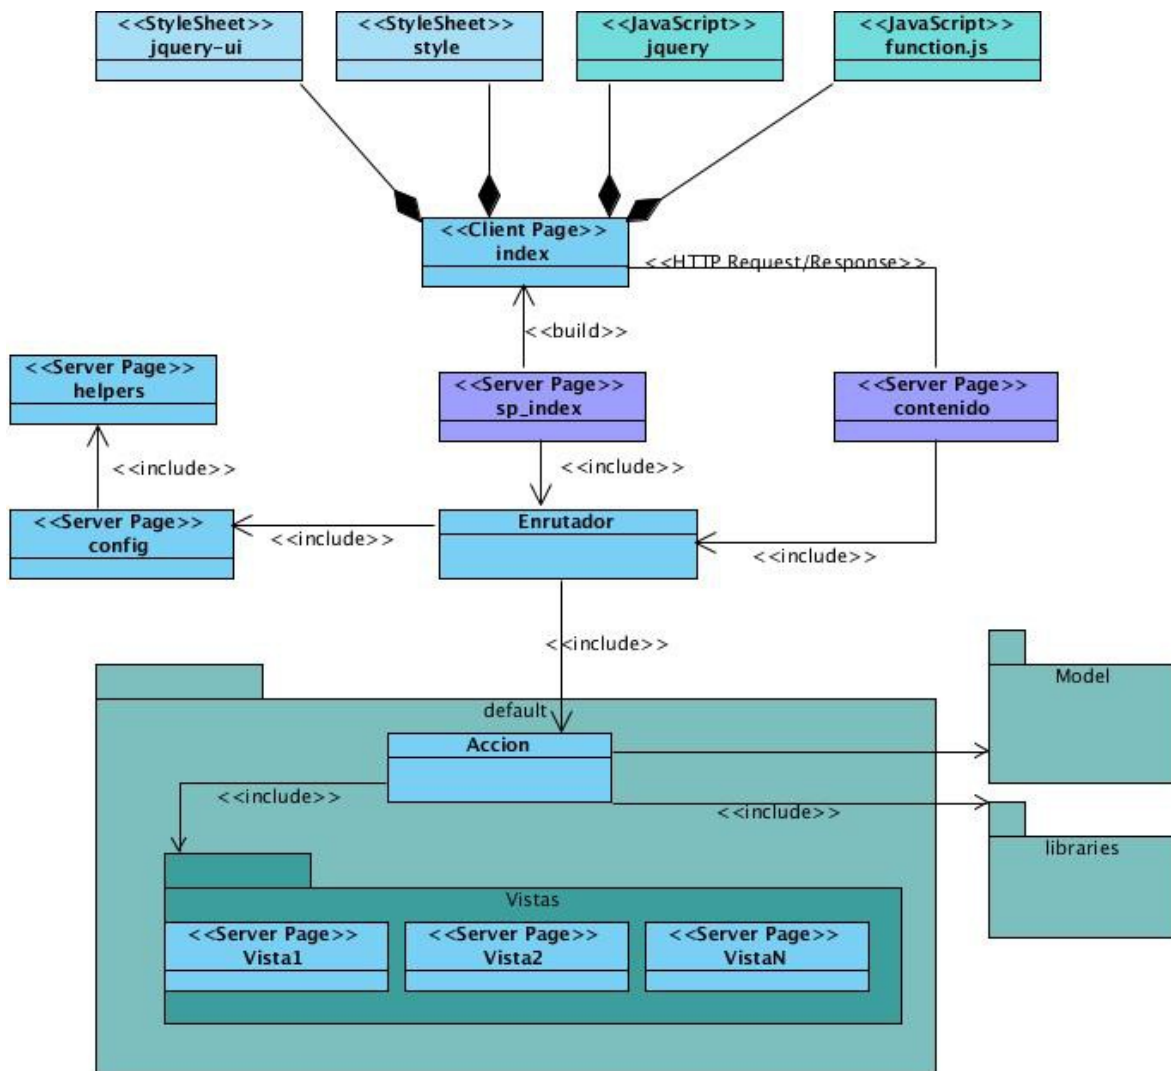 <<StyleSheet>>
jquery-ui
<<StyleSheet>>
style
<<JavaScript>>
jquery
<<JavaScript>>
function.js
<<Client Page>>
index
<<HTTP Request/Response>>
<<build>>
<<Server Page>>
helpers
<<Server Page>>
sp_index
<<Server Page>>
contenido
<<include>>
<<include>>
<<Server Page>>
config
<<include>>
Enrutador
<<include>>
<<include>>
Model
default
Accion
<<include>>
<<include>>
libraries
Vistas
<<Server Page>>
Vista1
<<Server Page>>
Vista2
<<Server Page>>
VistaN